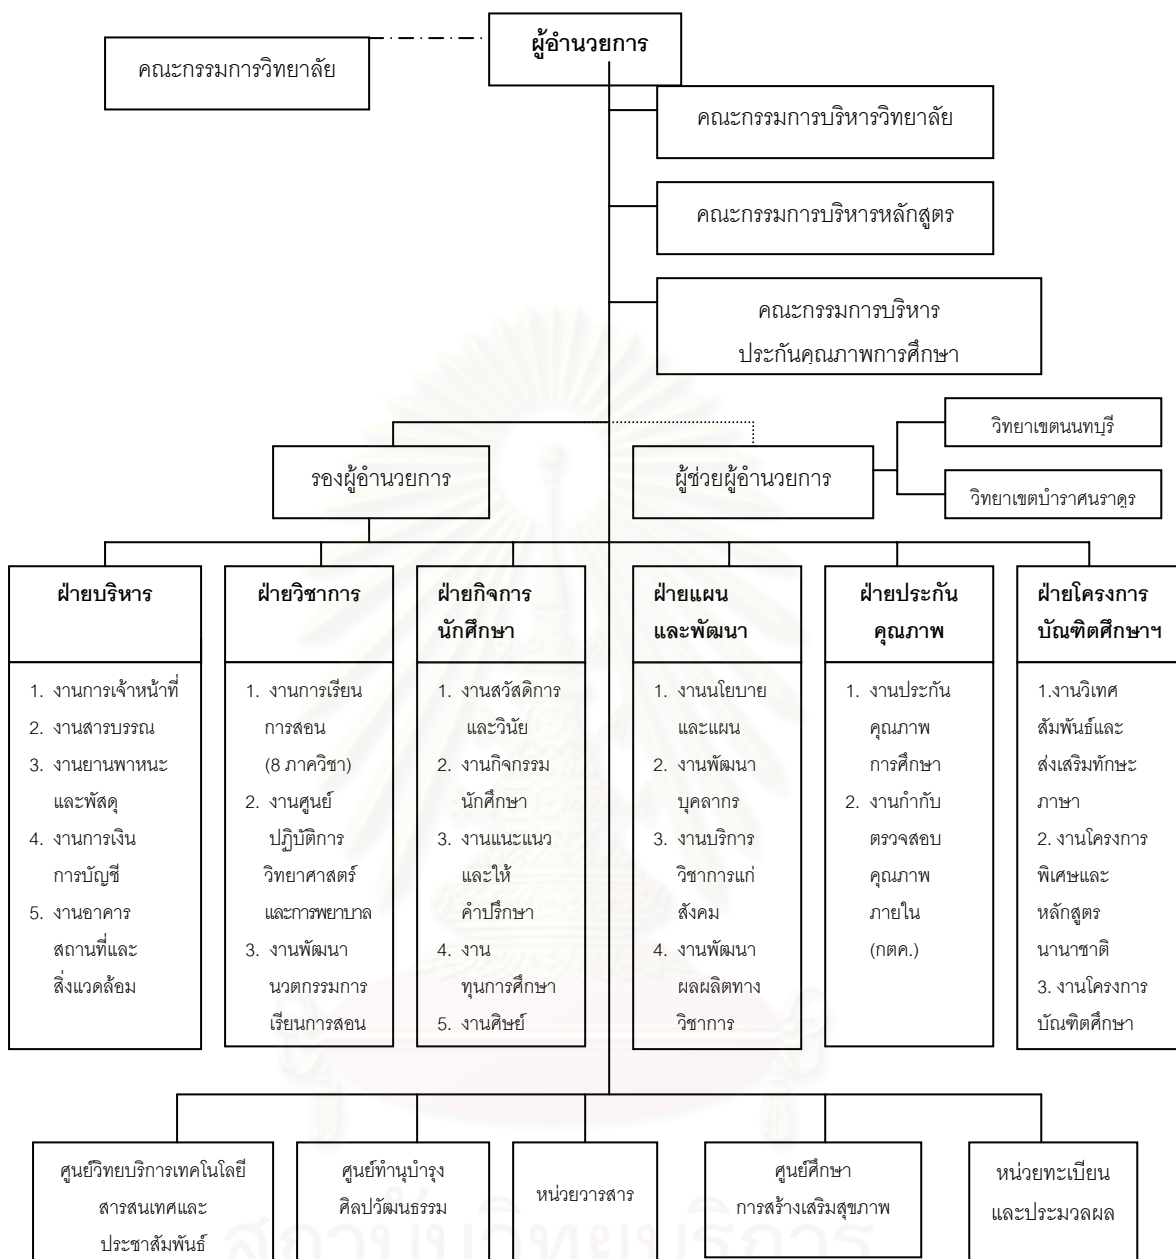 ผู้อำนวยการ
คณะกรรมการวิทยาลัย
คณะกรรมการบริหารวิทยาลัย
คณะกรรมการบริหารหลักสูตร
คณะกรรมการบริหาร
ประกันคุณภาพการศึกษา
วิทยาเขตนนทบุรี
รองผู้อำนวยการ
ผู้ช่วยผู้อำนวยการ
วิทยาเขตบำราศนราดูร
ฝ่ายบริหาร
1. งานการเจ้าหน้าที่
2. งานสารบรรณ
3. งานยานพาหนะ
และพัสดุ
4. งานการเงิน
การบัญชี
5. งานอาคาร
สถานที่และ
สิ่งแวดล้อม
ฝ่ายวิชาการ
1. งานการเรียน
การสอน
(8 ภาควิชา)
2. งานศูนย์
ปฏิบัติการ
วิทยาศาสตร์
และการพยาบาล
3. งานพัฒนา
นวตกรรมการ
เรียนการสอน
ฝ่ายกิจการ
นักศึกษา
1. งานสวัสดิการ
และวินัย
2. งานกิจกรรม
นักศึกษา
3. งานแนะแนว
และให้
คำปรึกษา
4. งาน
ทุนการศึกษา
5. งานศิษย์
ฝ่ายแผน
และพัฒนา
1. งานนโยบาย
และแผน
2. งานพัฒนา
บุคลากร
3. งานบริการ
วิชาการแก่
สังคม
4. งานพัฒนา
ผลผลิตทาง
วิชาการ
ฝ่ายประกัน
คุณภาพ
1. งานประกัน
คุณภาพ
การศึกษา
2. งานกำกับ
ตรวจสอบ
คุณภาพ
ภายใน
(กตค.)
ฝ่ายโครงการ
บัณฑิตศึกษาฯ
1.งานวิเทศ
สัมพันธ์และ
ส่งเสริมทักษะ
ภาษา
2. งานโครงการ
พิเศษและ
หลักสูตร
นานาชาติ
3. งานโครงการ
บัณฑิตศึกษา
ศูนย์วิทยบริการเทคโนโลยี
สารสนเทศและ
ประชาสัมพันธ์
ศูนย์ทำนุบำรุง
ศิลปวัฒนธรรม
หน่วยวารสาร
ศูนย์ศึกษา
การสร้างเสริมสุขภาพ
หน่วยทะเบียน
และประมวลผล
สถาบันวิทยบริการ